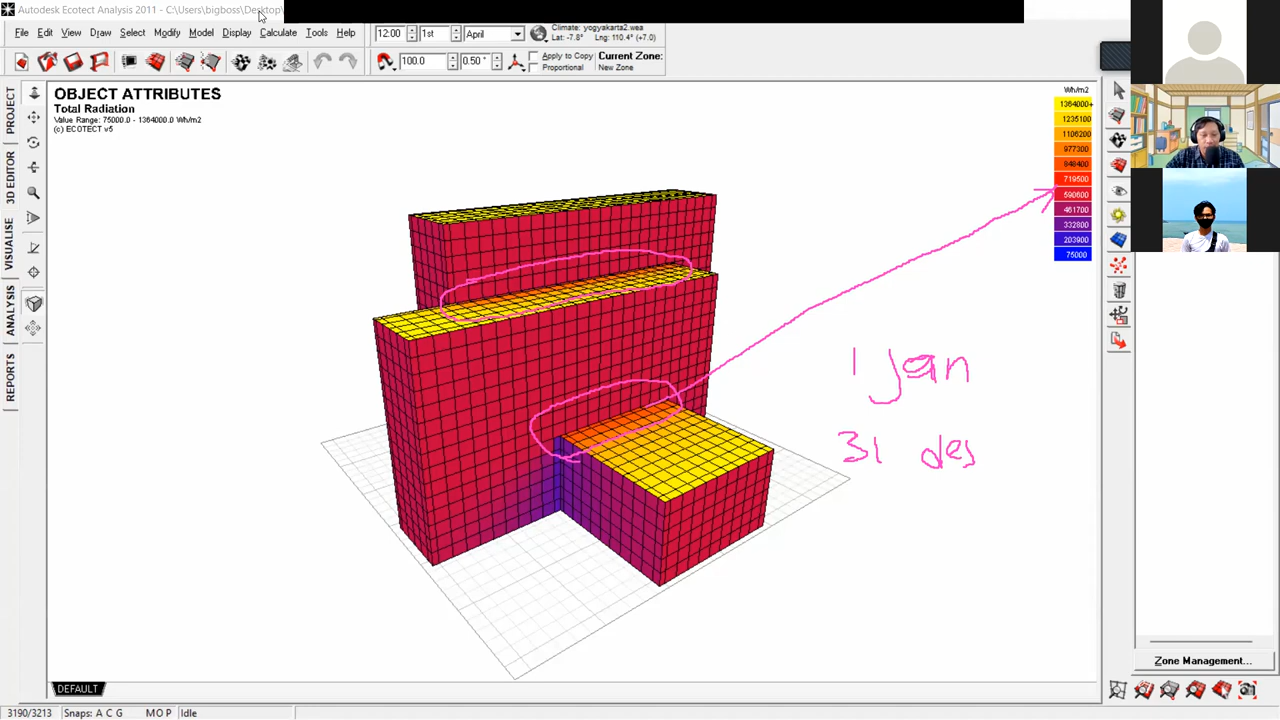 Autodesk Ecotect Analysis 2011 - C:\Users\bigboss\Desktop\
File Edit View Draw Select Modify Model Display Calculate Tools Help
12:00 1st April
Climate: yogyakarta2.wea
Lat: -7.8° Lng: 110.4° (+7.0)
100.0 0.50 °
Apply to Copy
Proportional
Current Zone:
New Zone
PROJECT
3D EDITOR
VISUALISE
ANALYSIS
REPORTS
OBJECT ATTRIBUTES
Total Radiation
Value Range: 75000.0 - 1364000.0 Wh/m2
(c) ECOTECT v5
Wh/m2
1364000+
1235100
1106200
977300
848400
719500
590600
461700
332800
203900
75000
1 jan
31 des
Zone Management...
DEFAULT
3190/3213 Snaps: A C G M O P Idle